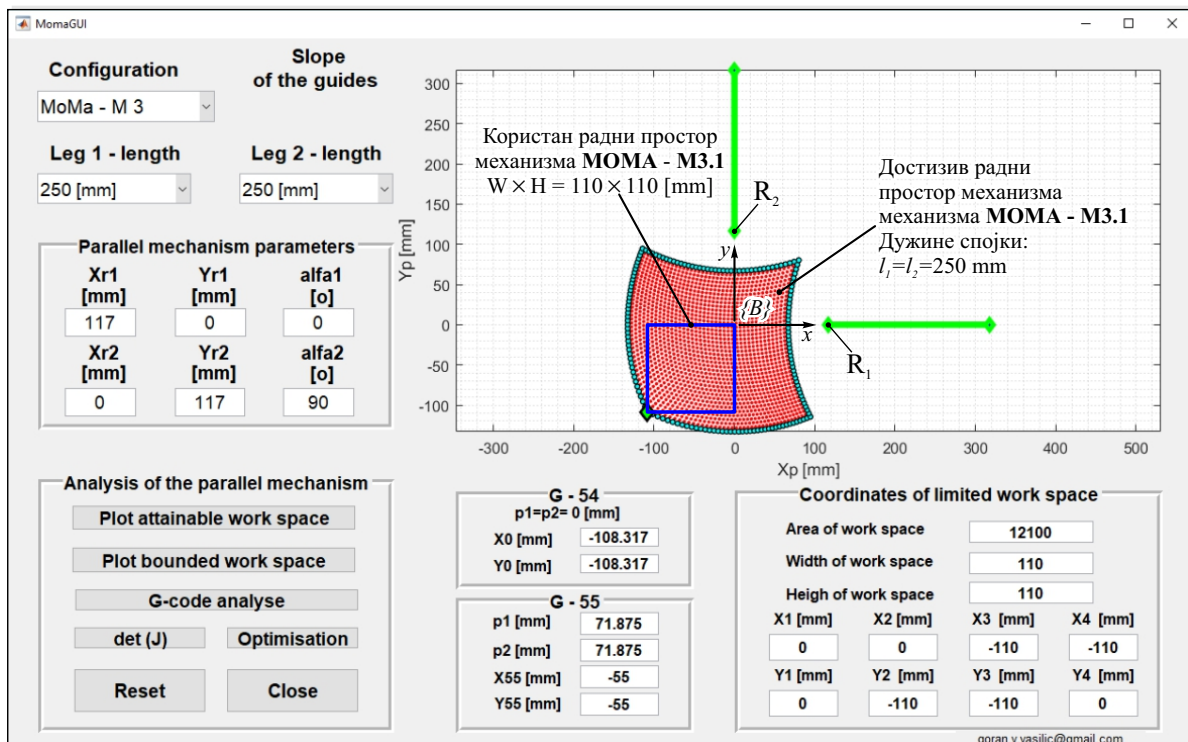 MomaGUI
Configuration
MoMa - M 3
Slope
of the guides
Leg 1 - length
250 [mm]
Leg 2 - length
250 [mm]
Parallel mechanism parameters
Xr1
[mm]
Yr1
[mm]
alfa1
[o]
117
0
0
Xr2
[mm]
Yr2
[mm]
alfa2
[o]
0
117
90
Analysis of the parallel mechanism
Plot attainable work space
Plot bounded work space
G-code analyse
det (J)
Optimisation
Reset
Close
Yp [mm]
300
250
200
150
100
50
0
-50
-100
-300
-200
-100
0
100
200
300
400
500
Xp [mm]
Користан радни простор
механизма МОМА - М3.1
W × H = 110 × 110 [mm]
Достизив радни
простор механизма
механизма МОМА - М3.1
Дужине спојки:
l₁=l₂=250 mm
R₂
y
{B}
x
R₁
G - 54
p1=p2= 0 [mm]
X0 [mm]
-108.317
Y0 [mm]
-108.317
G - 55
p1 [mm]
71.875
p2 [mm]
71.875
X55 [mm]
-55
Y55 [mm]
-55
Coordinates of limited work space
Area of work space
12100
Width of work space
110
Heigh of work space
110
X1 [mm]
X2 [mm]
X3 [mm]
X4 [mm]
0
0
-110
-110
Y1 [mm]
Y2 [mm]
Y3 [mm]
Y4 [mm]
0
-110
-110
0
goran.v.vasilic@gmail.com